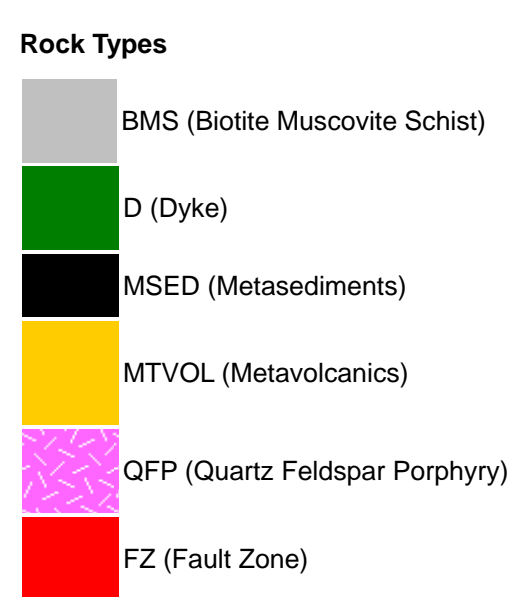 Rock Types
BMS (Biotite Muscovite Schist)
D (Dyke)
MSED (Metasediments)
MTVOL (Metavolcanics)
QFP (Quartz Feldspar Porphyry)
FZ (Fault Zone)